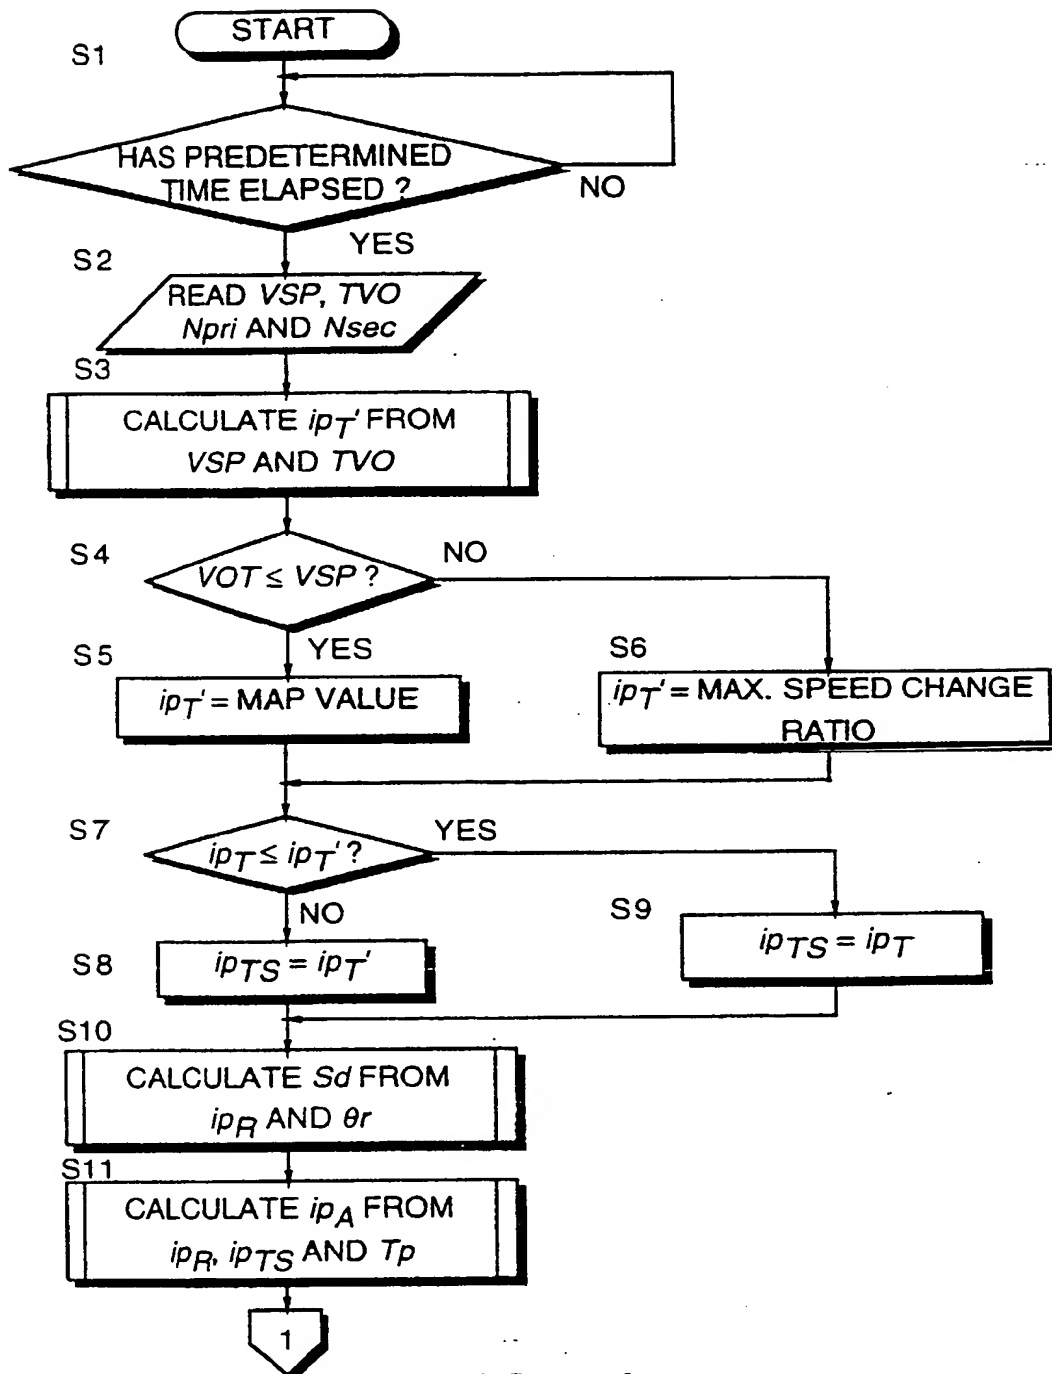 START
S1
HAS PREDETERMINED
TIME ELAPSED ?
NO
YES
S2
READ VSP, TVO
Npri AND Nsec
S3
CALCULATE ipT' FROM
VSP AND TVO
S4
VOT ≤ VSP ?
NO
YES
S5
ipT' = MAP VALUE
S6
ipT' = MAX. SPEED CHANGE
RATIO
S7
ipT ≤ ipT' ?
YES
NO
S8
ipTS = ipT'
S9
ipTS = ipT
S10
CALCULATE Sd FROM
ipR AND θr
S11
CALCULATE ipA FROM
ipR, ipTS AND Tp
1